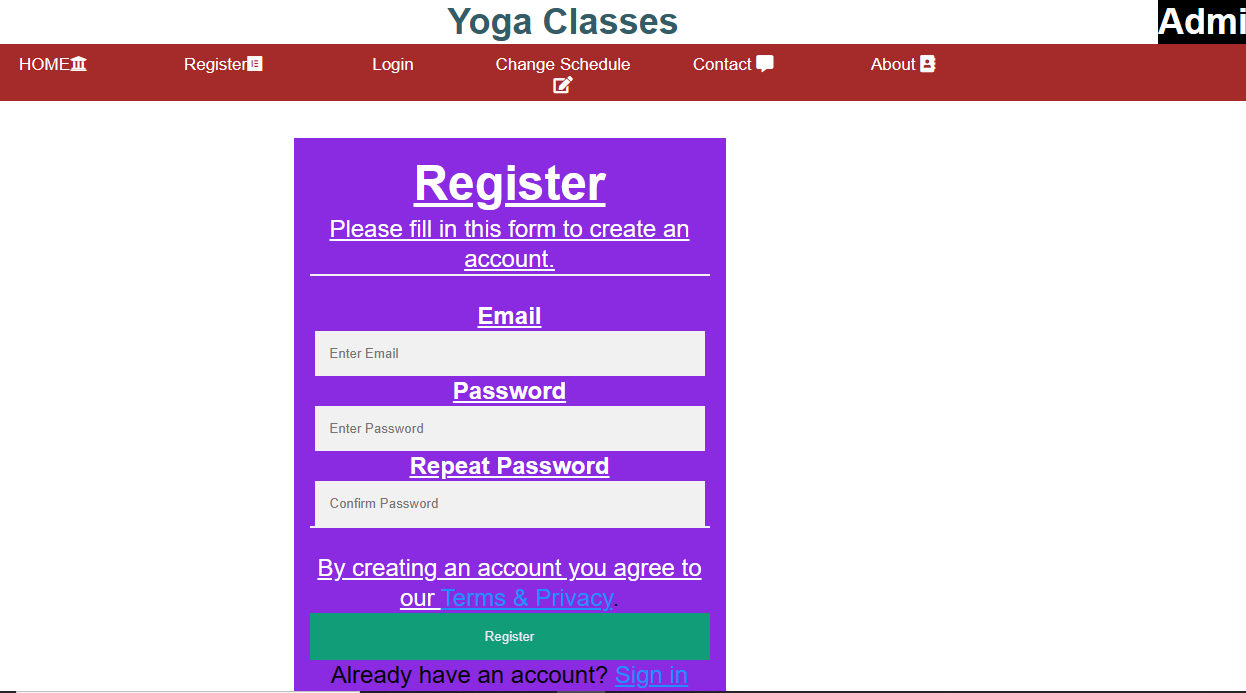 Yoga Classes
Admi
HOME Register Login Change Schedule Contact About
Register
Please fill in this form to create an
account.
Email
Enter Email
Password
Enter Password
Repeat Password
Confirm Password
By creating an account you agree to
our Terms & Privacy.
Register
Already have an account? Sign in